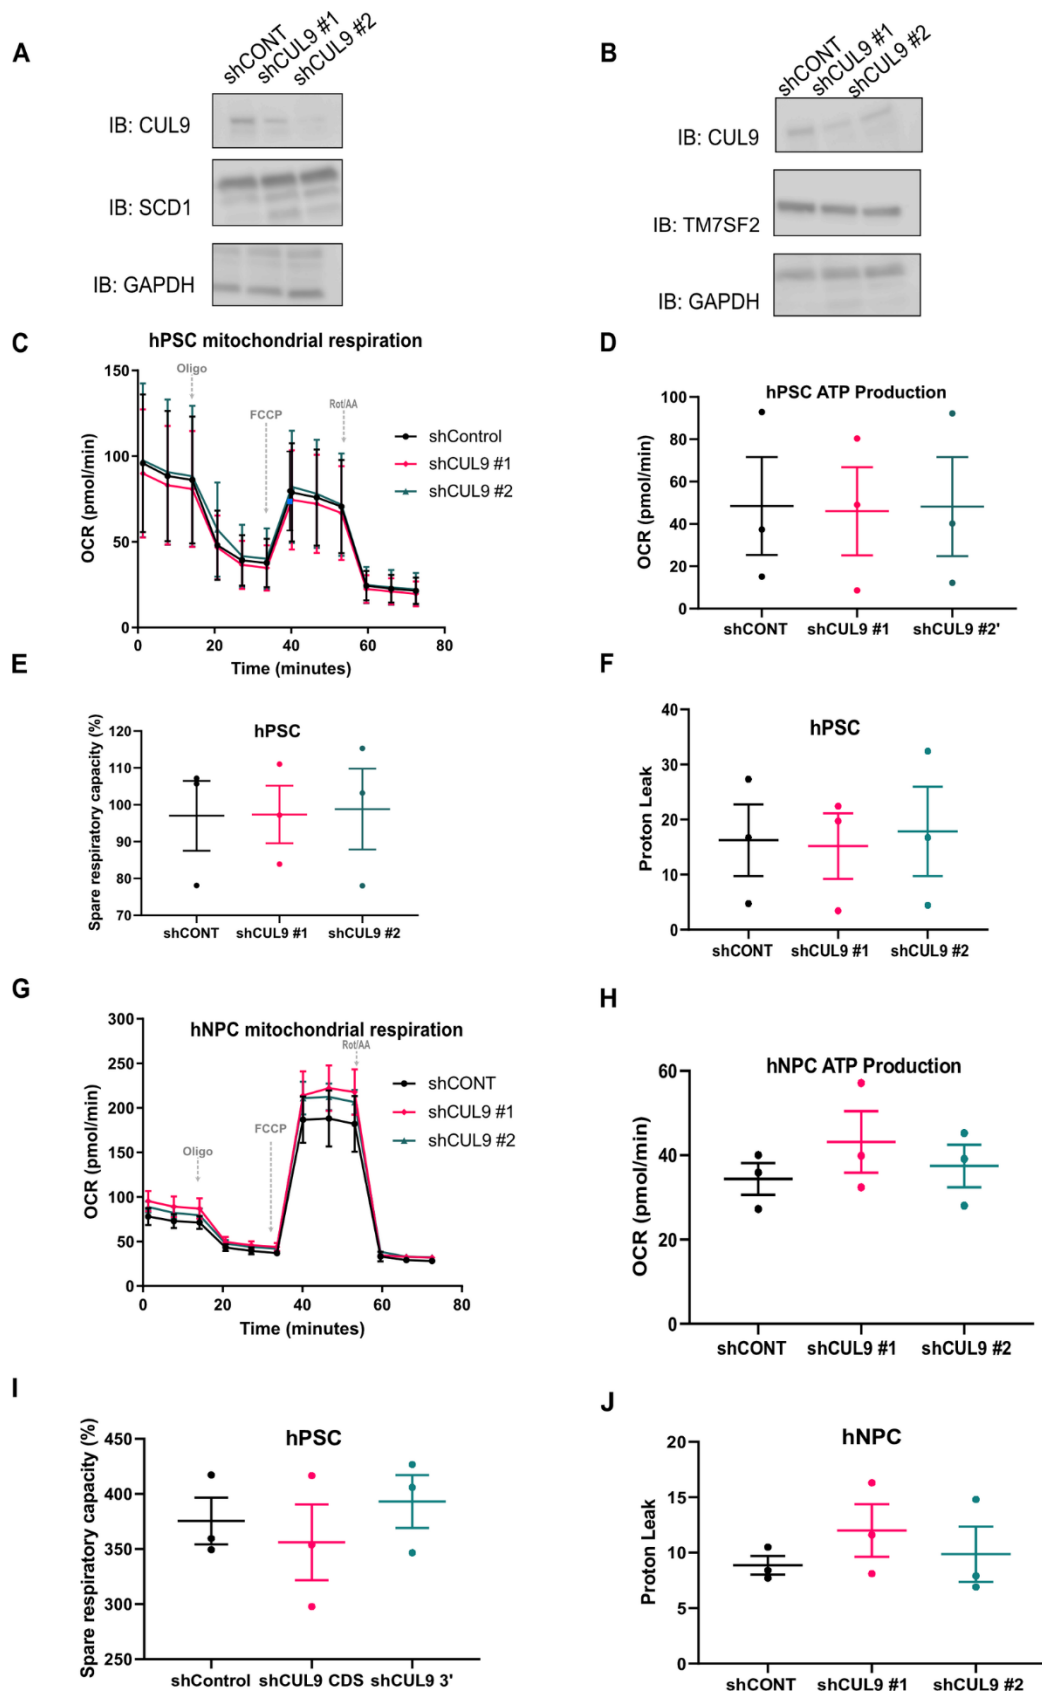 A
shCONT
shCUL9 #1
shCUL9 #2
IB: CUL9
IB: SCD1
IB: GAPDH
B
shCONT
shCUL9 #1
shCUL9 #2
IB: CUL9
IB: TM7SF2
IB: GAPDH
C
hPSC mitochondrial respiration
150
100
50
0
OCR (pmol/min)
Oligo
FCCP
Rot/AA
shControl
shCUL9 #1
shCUL9 #2
0 20 40 60 80
Time (minutes)
D
hPSC ATP Production
100
80
60
40
20
0
OCR (pmol/min)
shCONT shCUL9 #1 shCUL9 #2'
E
hPSC
120
110
100
90
80
70
Spare respiratory capacity (%)
shCONT shCUL9 #1 shCUL9 #2
F
hPSC
40
30
20
10
0
Proton Leak
shCONT shCUL9 #1 shCUL9 #2
G
hNPC mitochondrial respiration
300
250
200
150
100
50
0
OCR (pmol/min)
Oligo
FCCP
Rot/AA
shCONT
shCUL9 #1
shCUL9 #2
0 20 40 60 80
Time (minutes)
H
hNPC ATP Production
60
40
20
0
OCR (pmol/min)
shCONT shCUL9 #1 shCUL9 #2
I
hPSC
450
400
350
300
250
Spare respiratory capacity (%)
shControl shCUL9 CDS shCUL9 3'
J
hNPC
20
15
10
5
0
Proton Leak
shCONT shCUL9 #1 shCUL9 #2